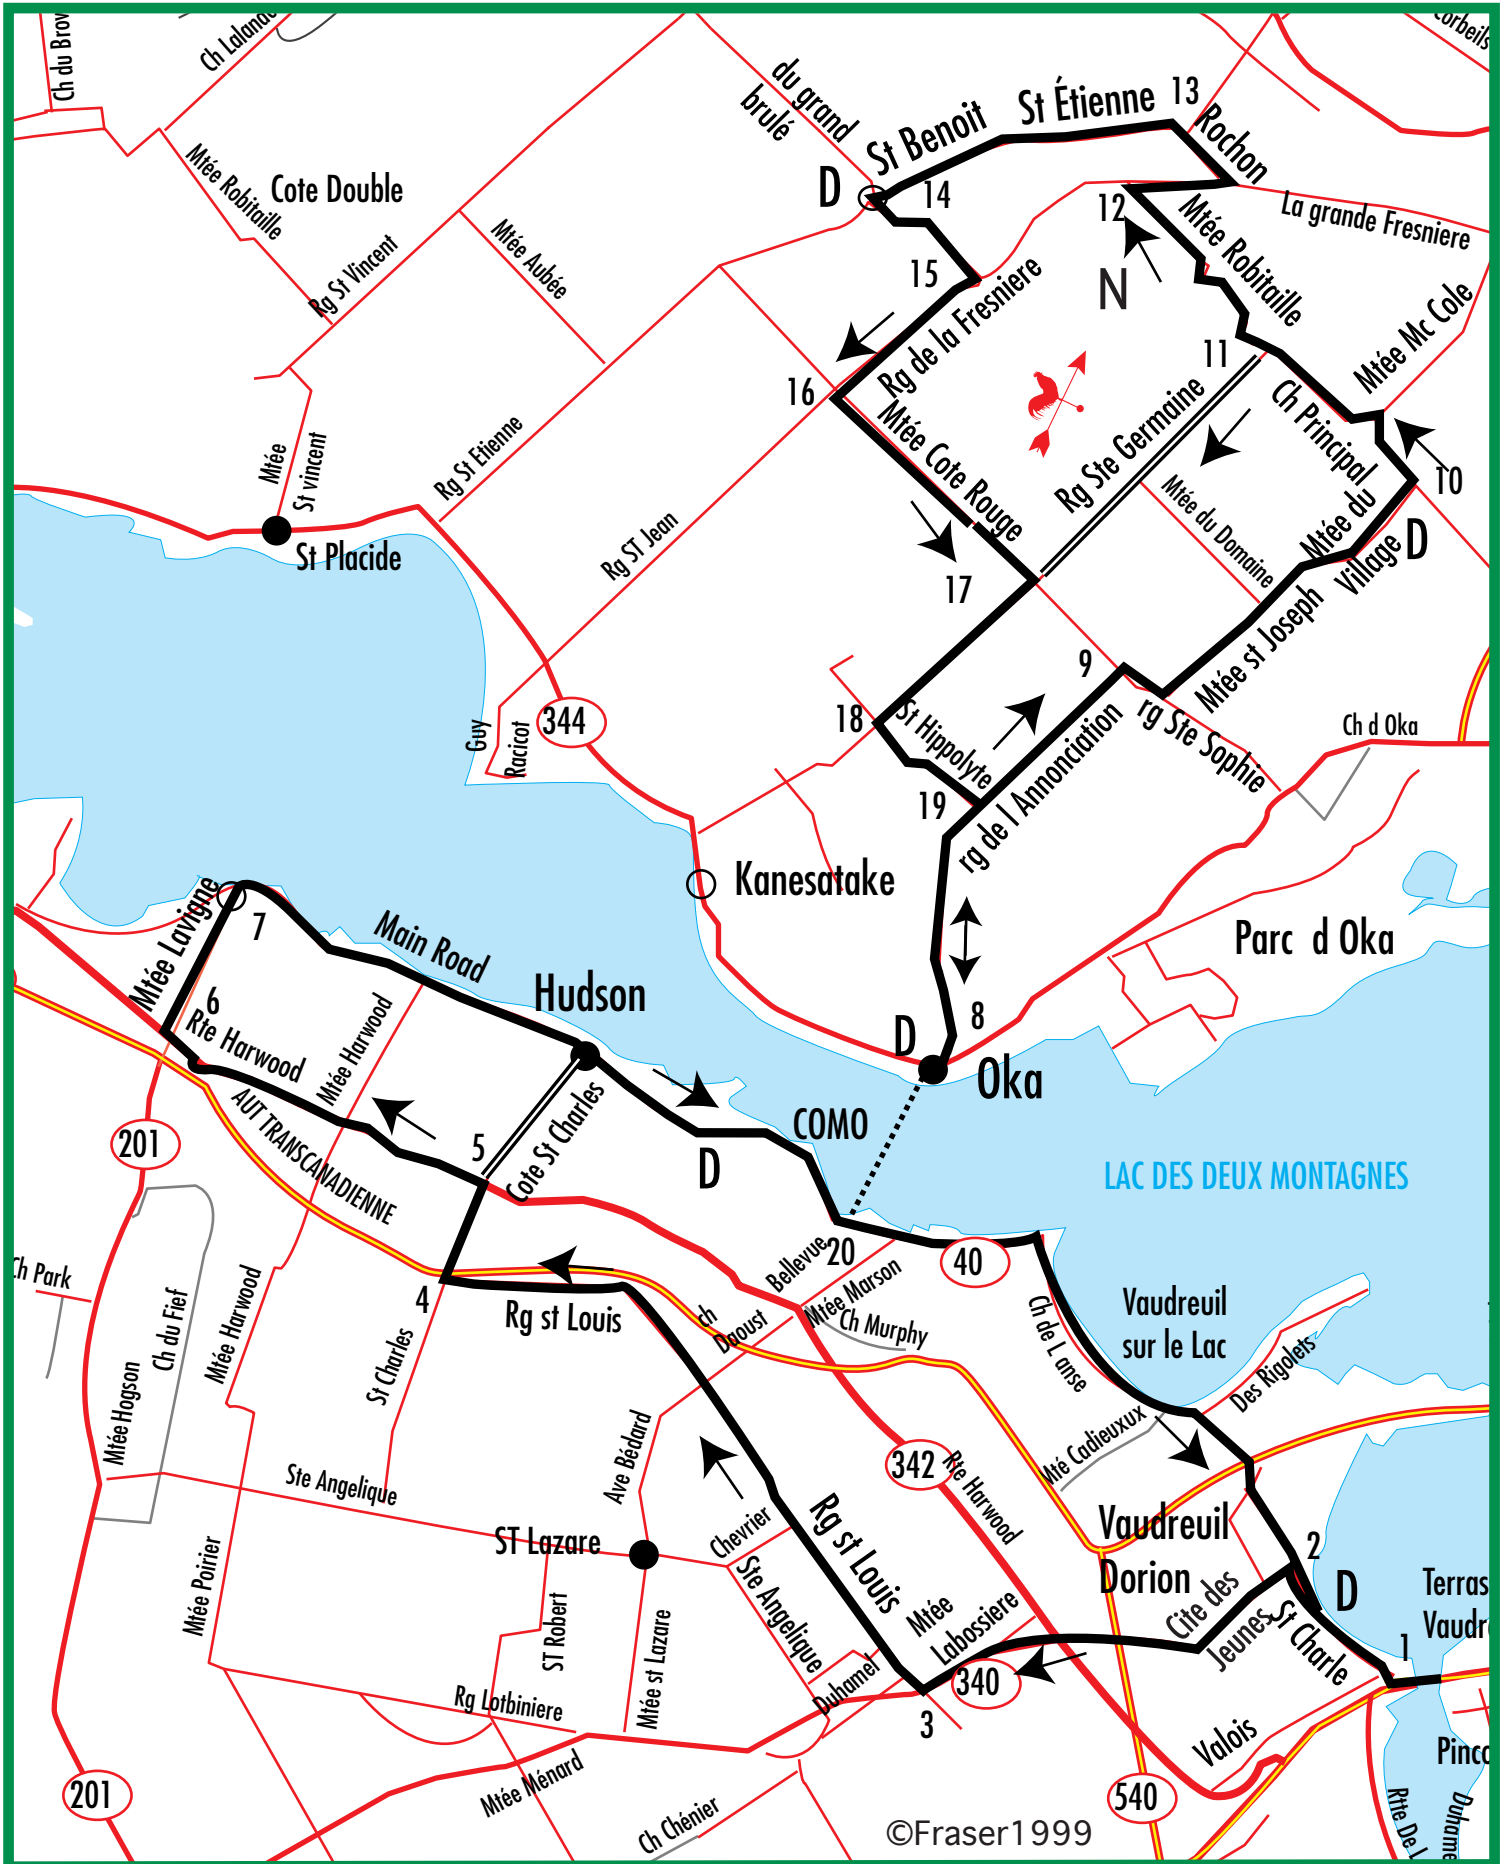 Ch du Brov
Ch Lalande
du grand
brulé
St Benoit
St Étienne
13
Rochon
Corbeils
Mtée Robitaille
Cote Double
D
14
12
La grande Fresniere
Mtée Aubée
Rg St Vincent
15
Rg de la Fresniere
N
Mtée Robitaille
Mtée Mc Cole
11
16
Mtée Cote Rouge
Rg Ste Germaine
Ch Principal
10
Mtée
St vincent
Rg St Etienne
Mtée du Domaine
Mtée du
Village
D
St Placide
Rg ST Jean
17
Mtée st Joseph
9
344
Guy
Racicot
18
St Hippolyte
rg Ste Sophie
Ch d Oka
19
rg de l Annonciation
Kanesatake
Parc d Oka
Mtée Lavigne
7
Main Road
Hudson
6
Rte Harwood
Mtée Harwood
8
D
Oka
AUT TRANSCANADIENNE
201
5
Cote St Charles
COMO
D
LAC DES DEUX MONTAGNES
20
40
Bellevue
Mtée Marson
Ch Murphy
Ch Park
Ch du Fief
Mtée Harwood
4
Rg st Louis
ch
Daoust
Ch de L anse
Vaudreuil
sur le Lac
Des Rigolets
St Charles
Mtée Hogson
Ste Angelique
Ave Bédard
342
Rte Harwood
Mté Cadieuxux
Vaudreuil
Dorion
2
D
ST Lazare
Chevrier
Rg st Louis
Cite des
Jeunes
St Charle
Terras
Vaudr
1
Mtée Poirier
ST Robert
Mtée st Lazare
Ste Angelique
Mtée
Labossiere
Duhamel
340
3
Rg Lotbiniere
Valois
Pinco
201
Mtée Ménard
Ch Chénier
540
Rite De L
Duhame
©Fraser1999